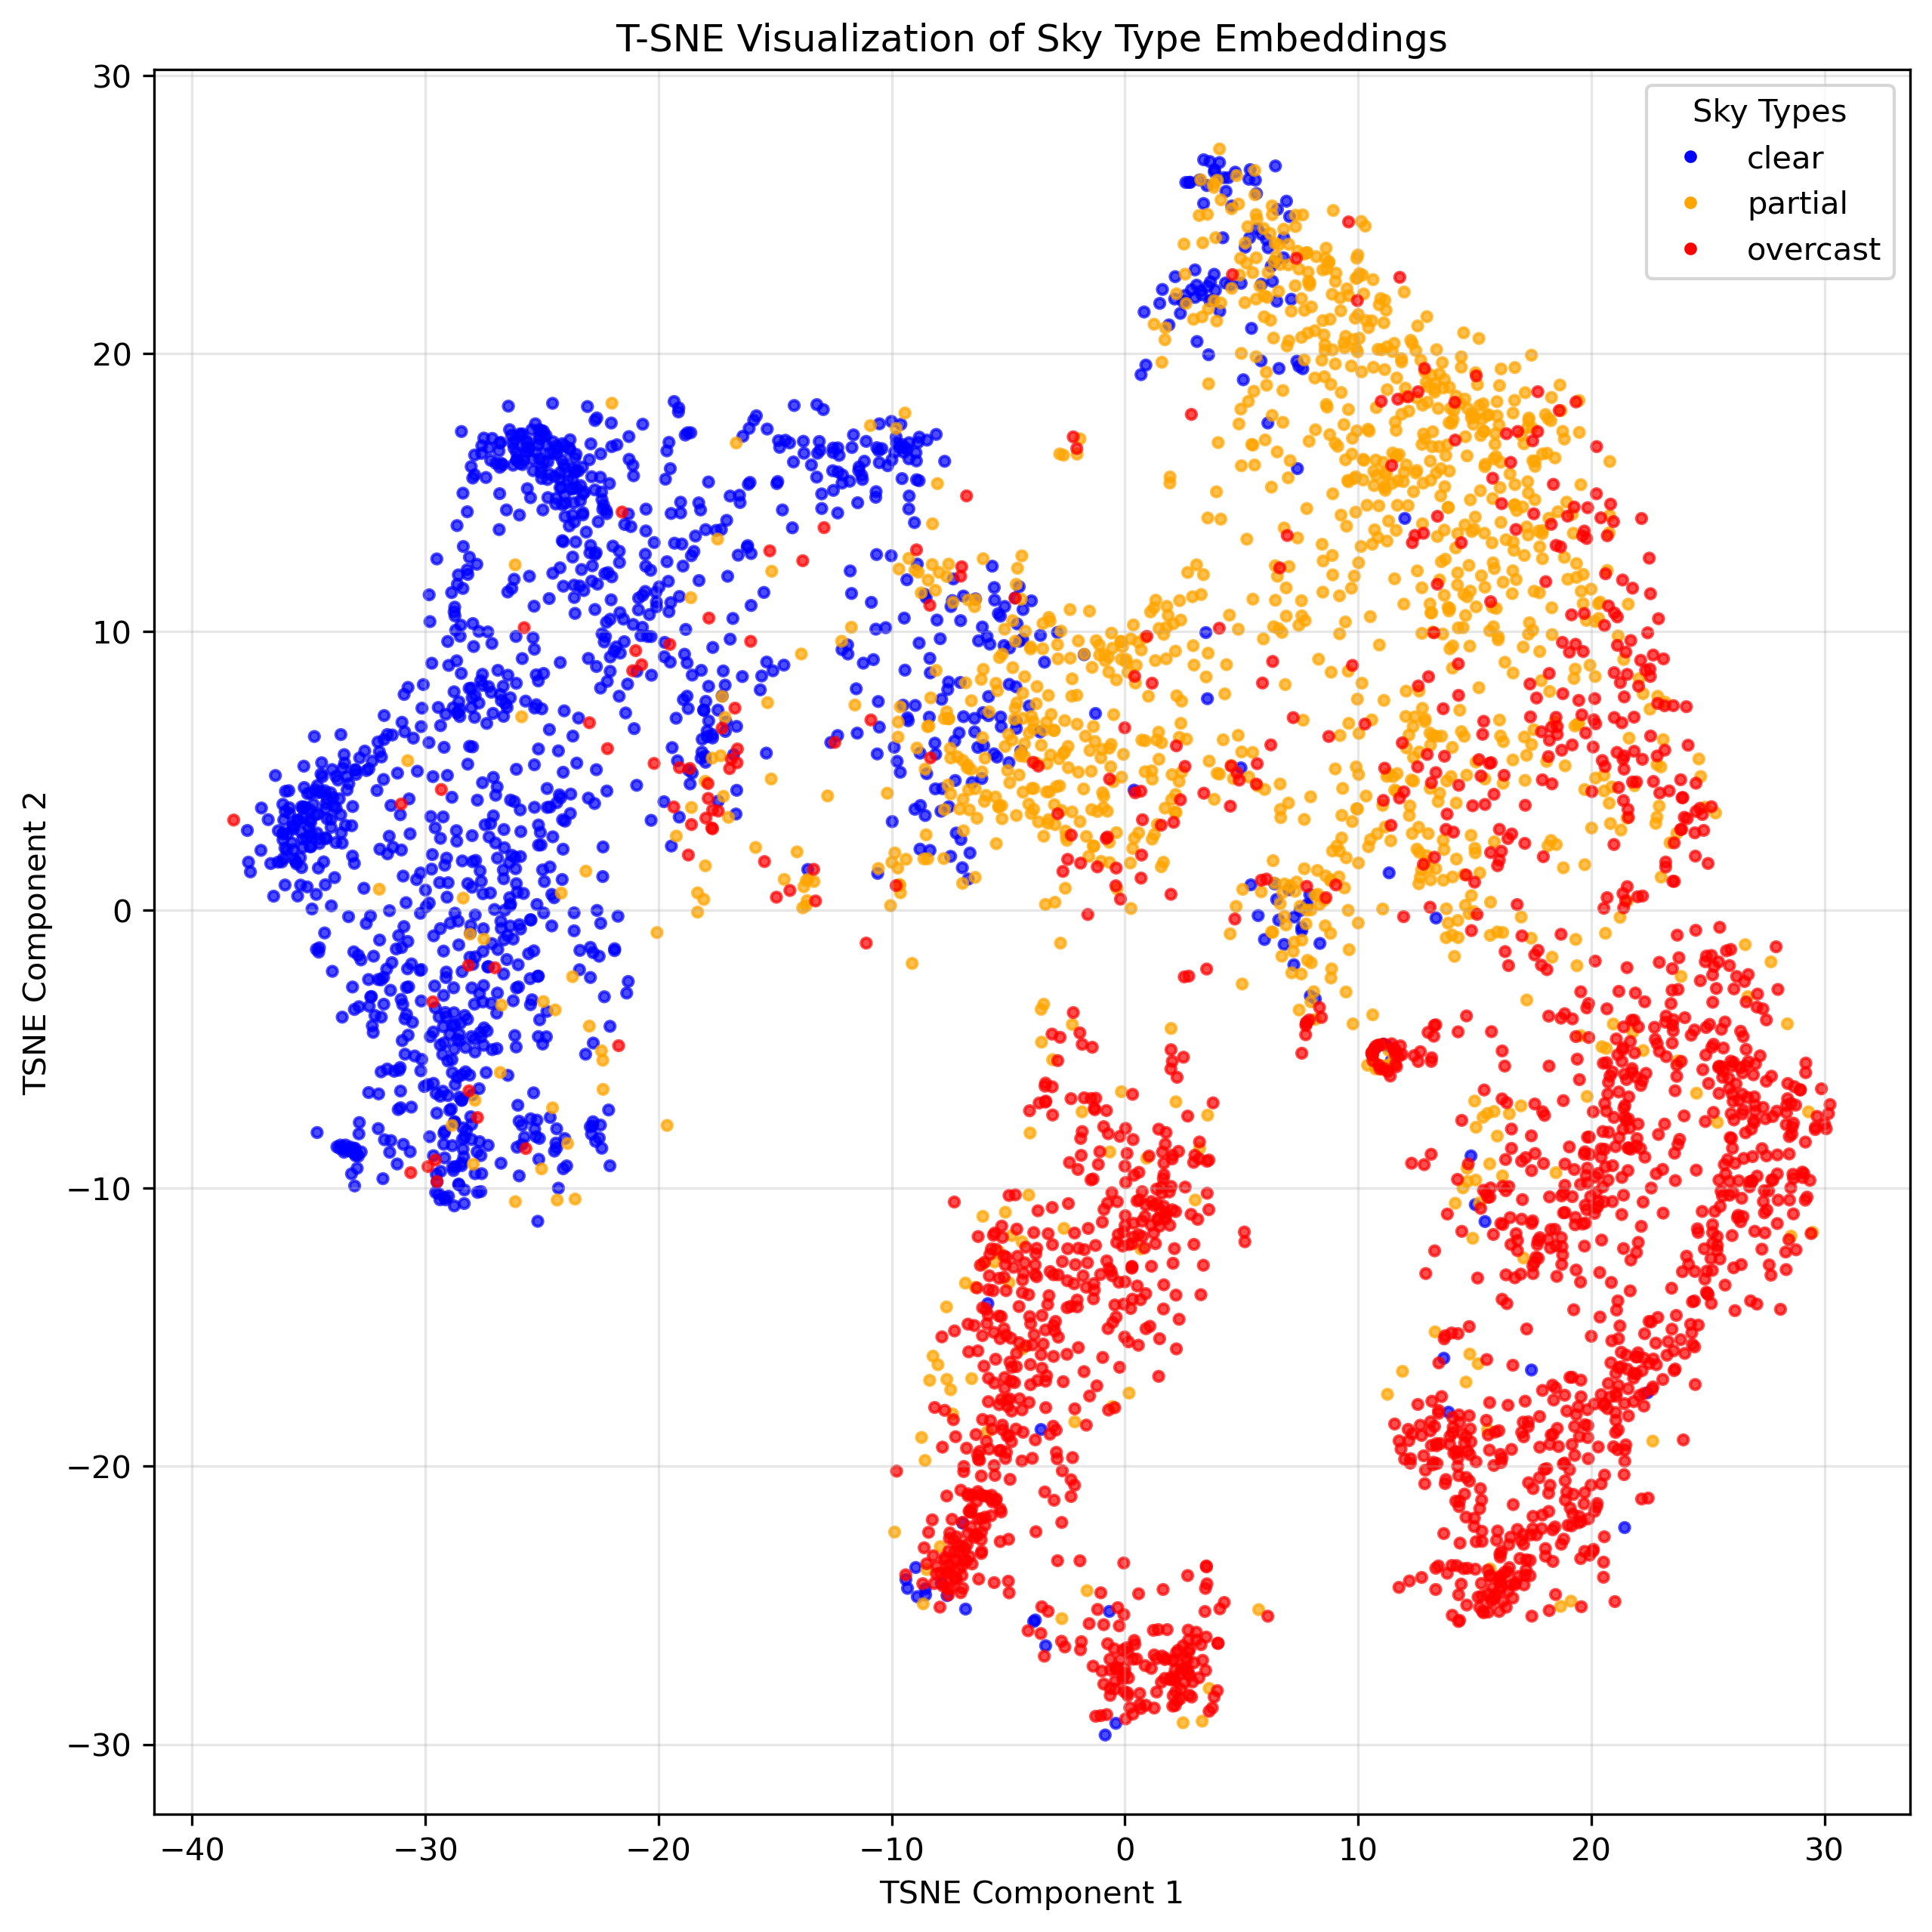 T-SNE Visualization of Sky Type Embeddings
Sky Types
clear
partial
overcast
30
20
10
0
−10
−20
−30
TSNE Component 2
−40
−30
−20
−10
0
10
20
30
TSNE Component 1